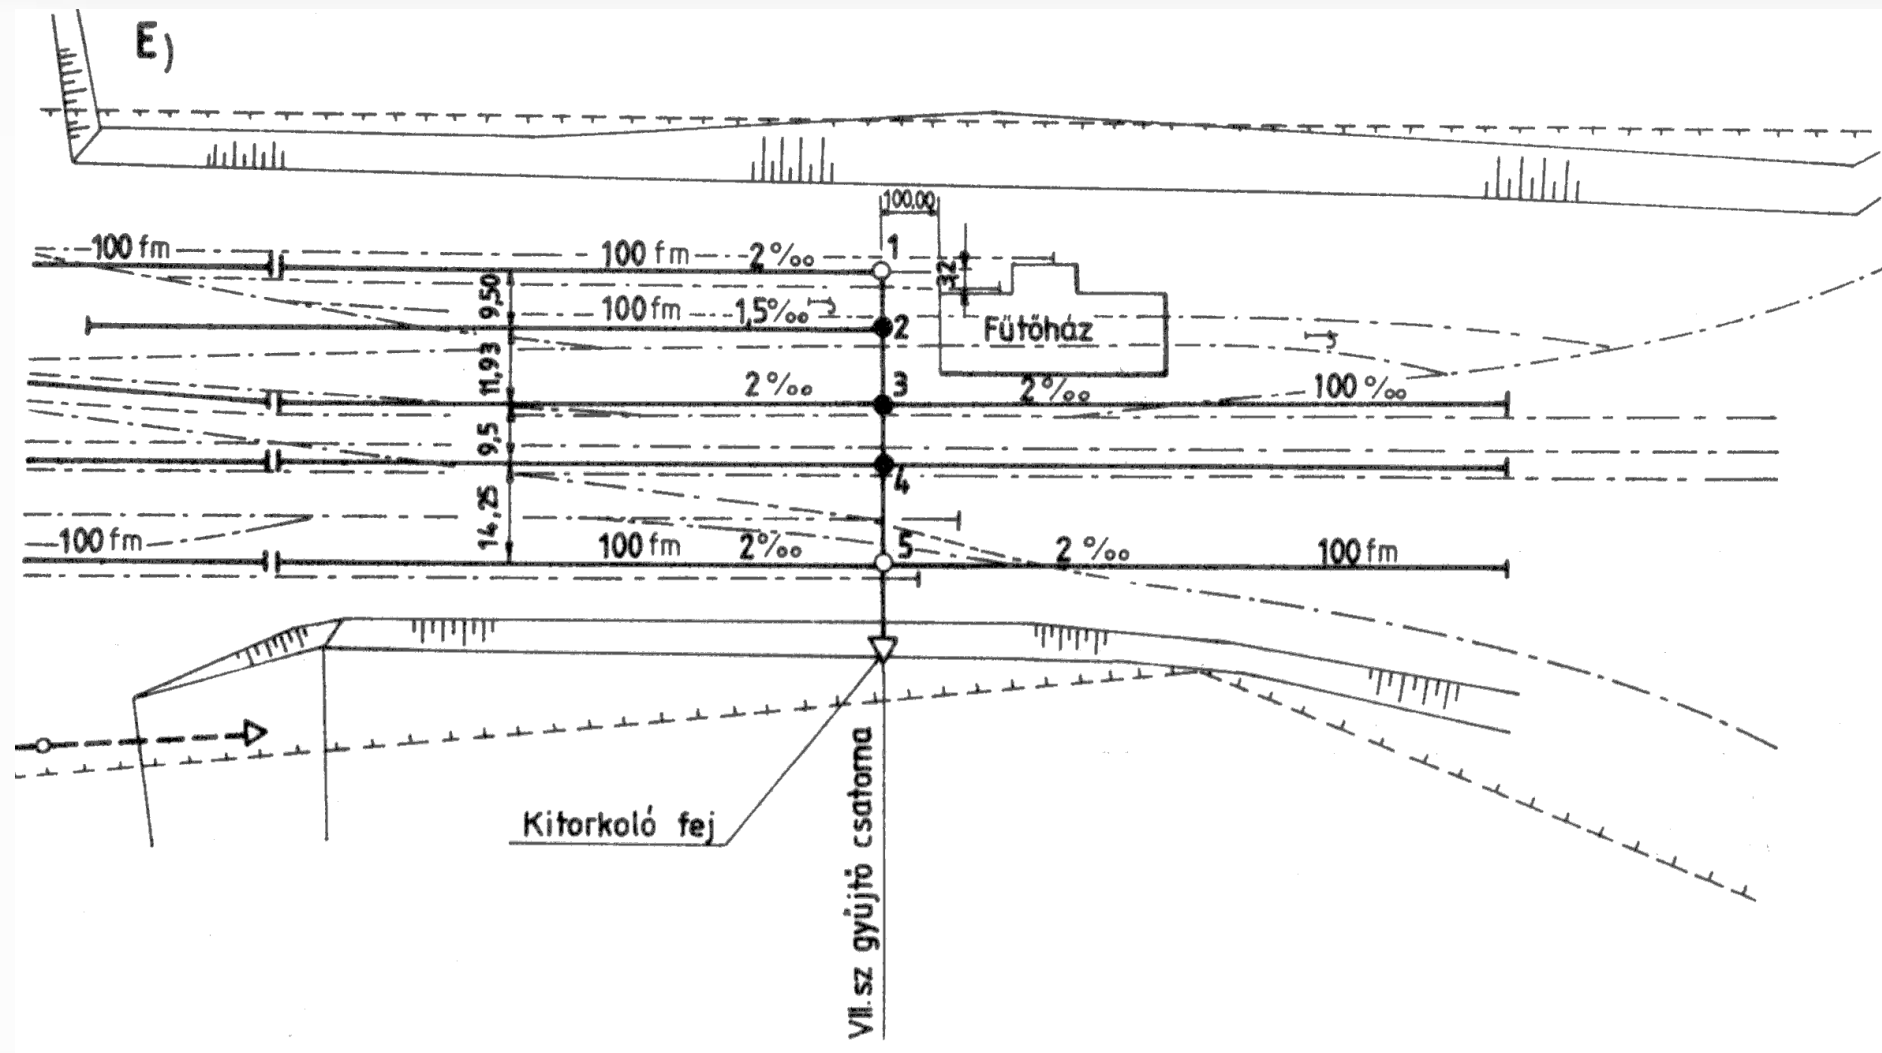 E)
100,00
100 fm
100 fm
2‰
1
3,12
9,50
100 fm
1,5‰
2
Fűtőház
11,93
2‰
3
2‰
100‰
9,5
4
14,25
100 fm
100 fm
2‰
5
2‰
100 fm
Kitorkoló fej
VII.sz gyűjtő csatorna